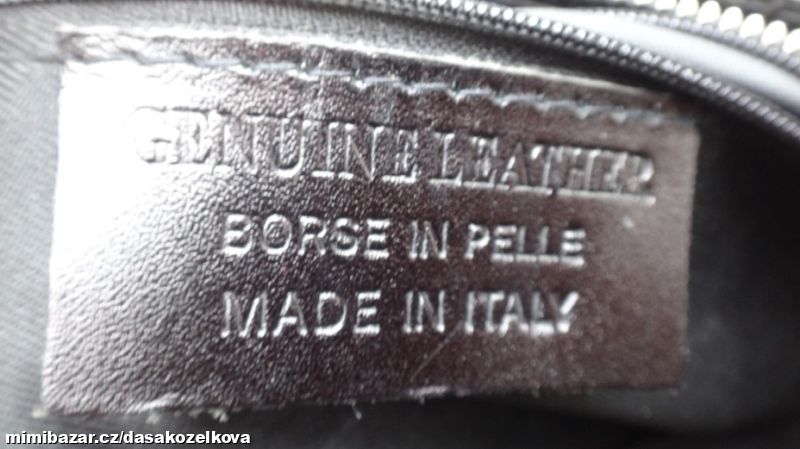 GENUINE LEATHER
BORSE IN PELLE
MADE IN ITALY
mimibazar.cz/dasakozelkova